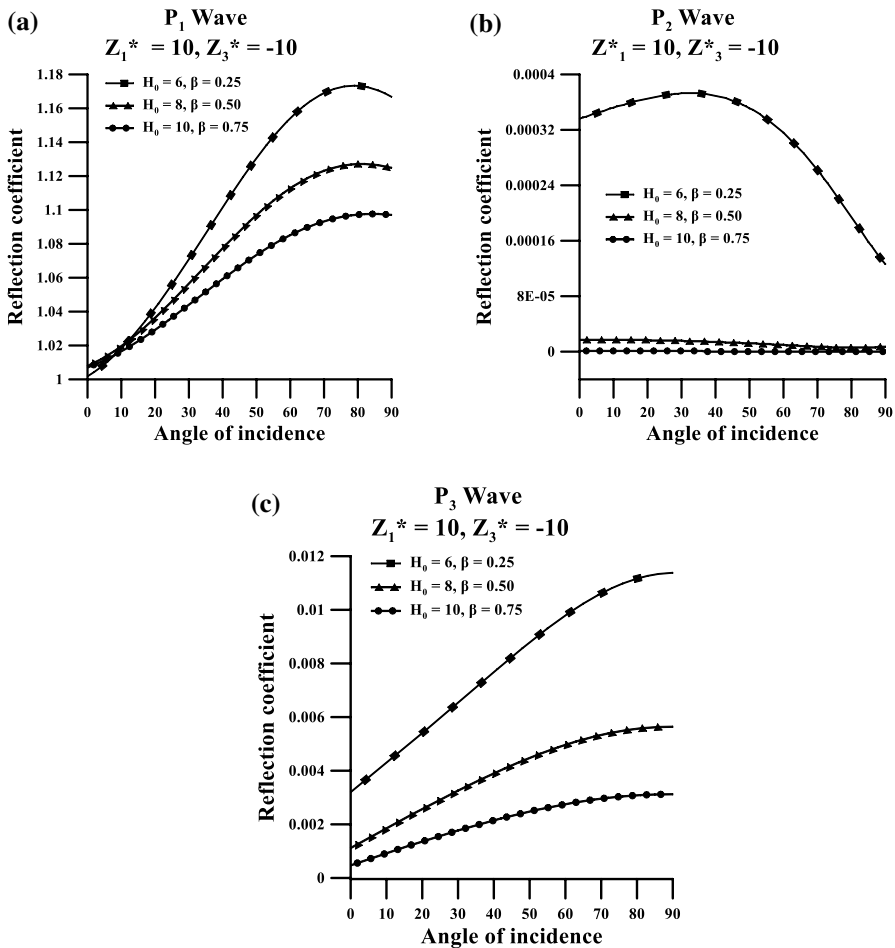 (a)
P₁ Wave
Z₁* = 10, Z₃* = -10
Reflection coefficient
1.18
1.16
1.14
1.12
1.1
1.08
1.06
1.04
1.02
1
H₀ = 6, β = 0.25
H₀ = 8, β = 0.50
H₀ = 10, β = 0.75
0 10 20 30 40 50 60 70 80 90
Angle of incidence
(b)
P₂ Wave
Z*₁ = 10, Z*₃ = -10
Reflection coefficient
0.0004
0.00032
0.00024
0.00016
8E-05
0
H₀ = 6, β = 0.25
H₀ = 8, β = 0.50
H₀ = 10, β = 0.75
0 10 20 30 40 50 60 70 80 90
Angle of incidence
(c)
P₃ Wave
Z₁* = 10, Z₃* = -10
Reflection coefficient
0.012
0.01
0.008
0.006
0.004
0.002
0
H₀ = 6, β = 0.25
H₀ = 8, β = 0.50
H₀ = 10, β = 0.75
0 10 20 30 40 50 60 70 80 90
Angle of incidence